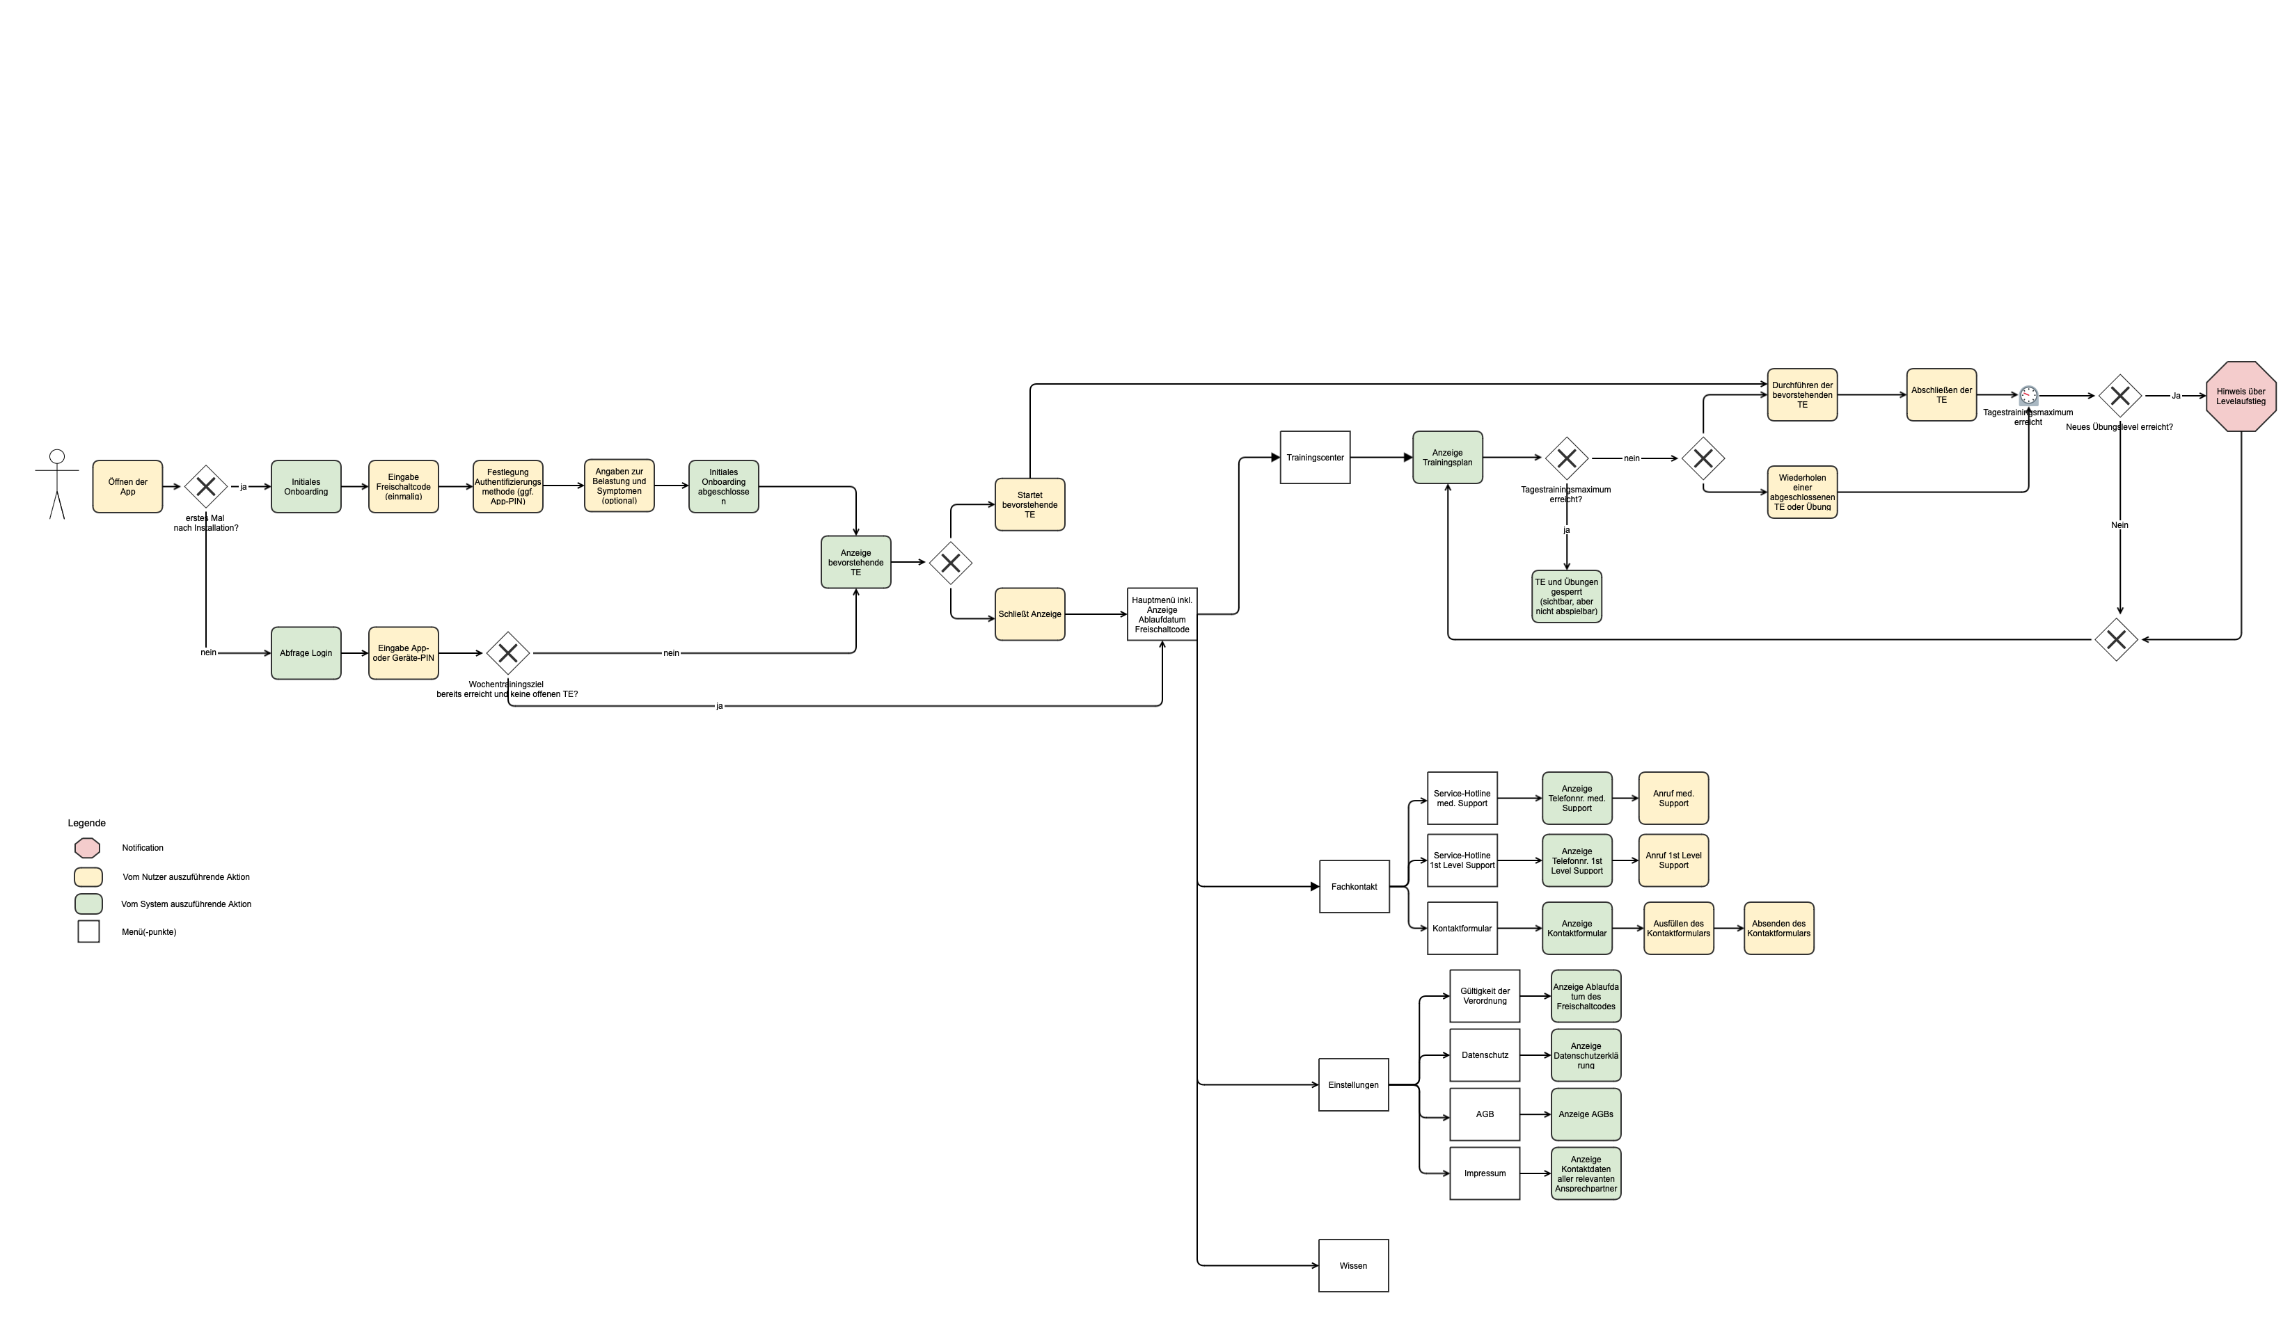 Öffnen der
App
erstes Mal
nach Installation?
ja
nein
Initiales
Onboarding
Eingabe
Freischaltcode
(einmalig)
Festlegung
Authentifizierungs
methode (ggf.
App-PIN)
Angaben zur
Belastung und
Symptomen
(optional)
Initiales
Onboarding
abgeschlosse
n
Abfrage Login
Eingabe App-
oder Geräte-PIN
Wochentrainingsziel
bereits erreicht und keine offenen TE?
nein
ja
Anzeige
bevorstehende
TE
Startet
bevorstehende
TE
Schließt Anzeige
Hauptmenü inkl.
Anzeige
Ablaufdatum
Freischaltcode
Trainingscenter
Anzeige
Trainingsplan
Tagestrainingsmaximum
erreicht?
nein
ja
TE und Übungen
gesperrt
(sichtbar, aber
nicht abspielbar)
Durchführen der
bevorstehenden
TE
Wiederholen
einer
abgeschlossenen
TE oder Übung
Abschließen der
TE
Tagestrainingsmaximum
erreicht
Neues Übungslevel erreicht?
Ja
Nein
Hinweis über
Levelaufstieg
Fachkontakt
Service-Hotline
med. Support
Anzeige
Telefonnr. med.
Support
Anruf med.
Support
Service-Hotline
1st Level Support
Anzeige
Telefonnr. 1st
Level Support
Anruf 1st Level
Support
Kontaktformular
Anzeige
Kontaktformular
Ausfüllen des
Kontaktformulars
Absenden des
Kontaktformulars
Einstellungen
Gültigkeit der
Verordnung
Anzeige Ablaufda
tum des
Freischaltcodes
Datenschutz
Anzeige
Datenschutzerklä
rung
AGB
Anzeige AGBs
Impressum
Anzeige
Kontaktdaten
aller relevanten
Ansprechpartner
Wissen
Legende
Notification
Vom Nutzer auszuführende Aktion
Vom System auszuführende Aktion
Menü(-punkte)